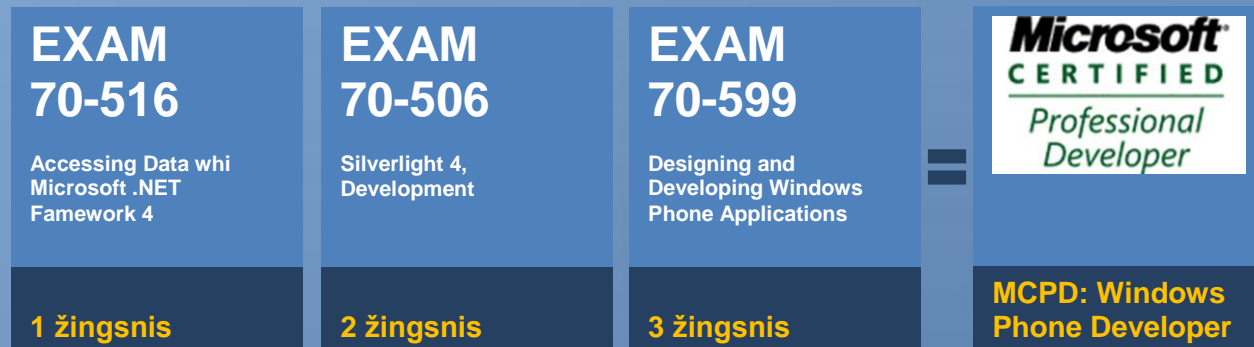 EXAM
70-516
Accessing Data whi
Microsoft .NET
Famework 4
1 žingsnis
EXAM
70-506
Silverlight 4,
Development
2 žingsnis
EXAM
70-599
Designing and
Developing Windows
Phone Applications
3 žingsnis
=
Microsoft
CERTIFIED
Professional
Developer
MCPD: Windows
Phone Developer